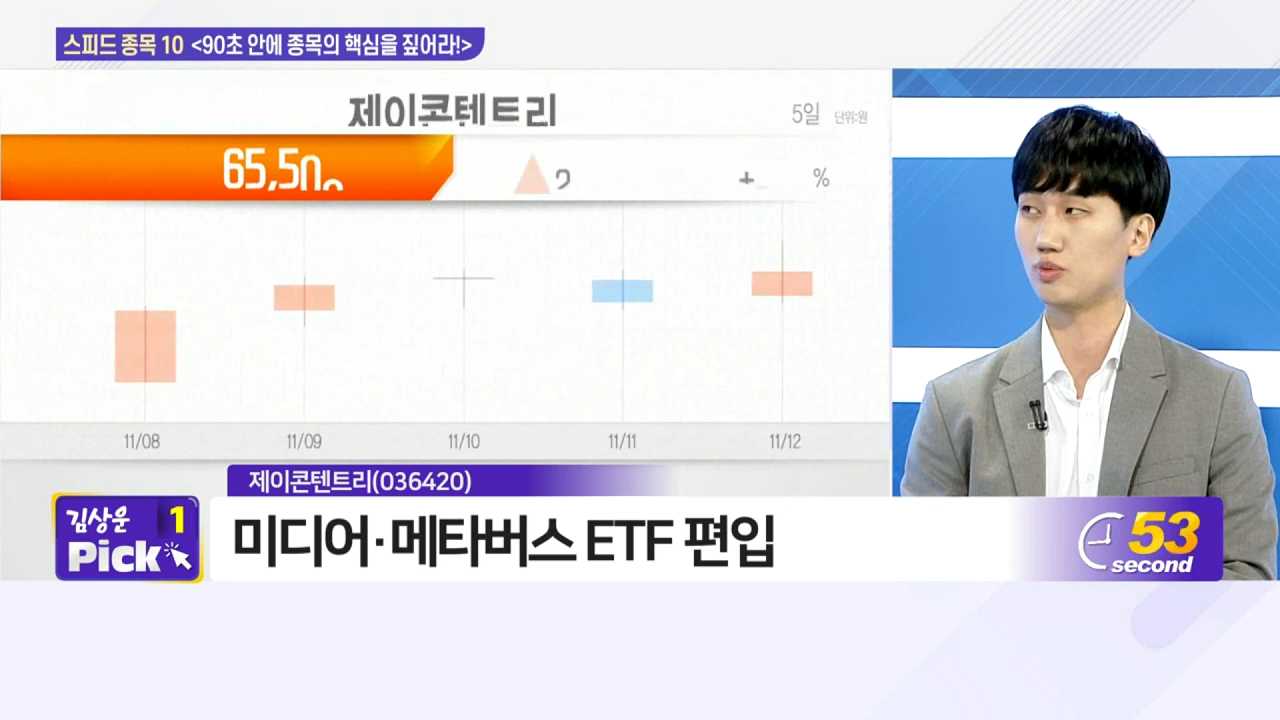 스피드 종목 10 <90초 안에 종목의 핵심을 짚어라!>
제이콘텐트리
5일 단위:원
%
11/08 11/09 11/10 11/11 11/12
제이콘텐트리(036420)
김상운 1
Pick
미디어·메타버스 ETF 편입
53
second